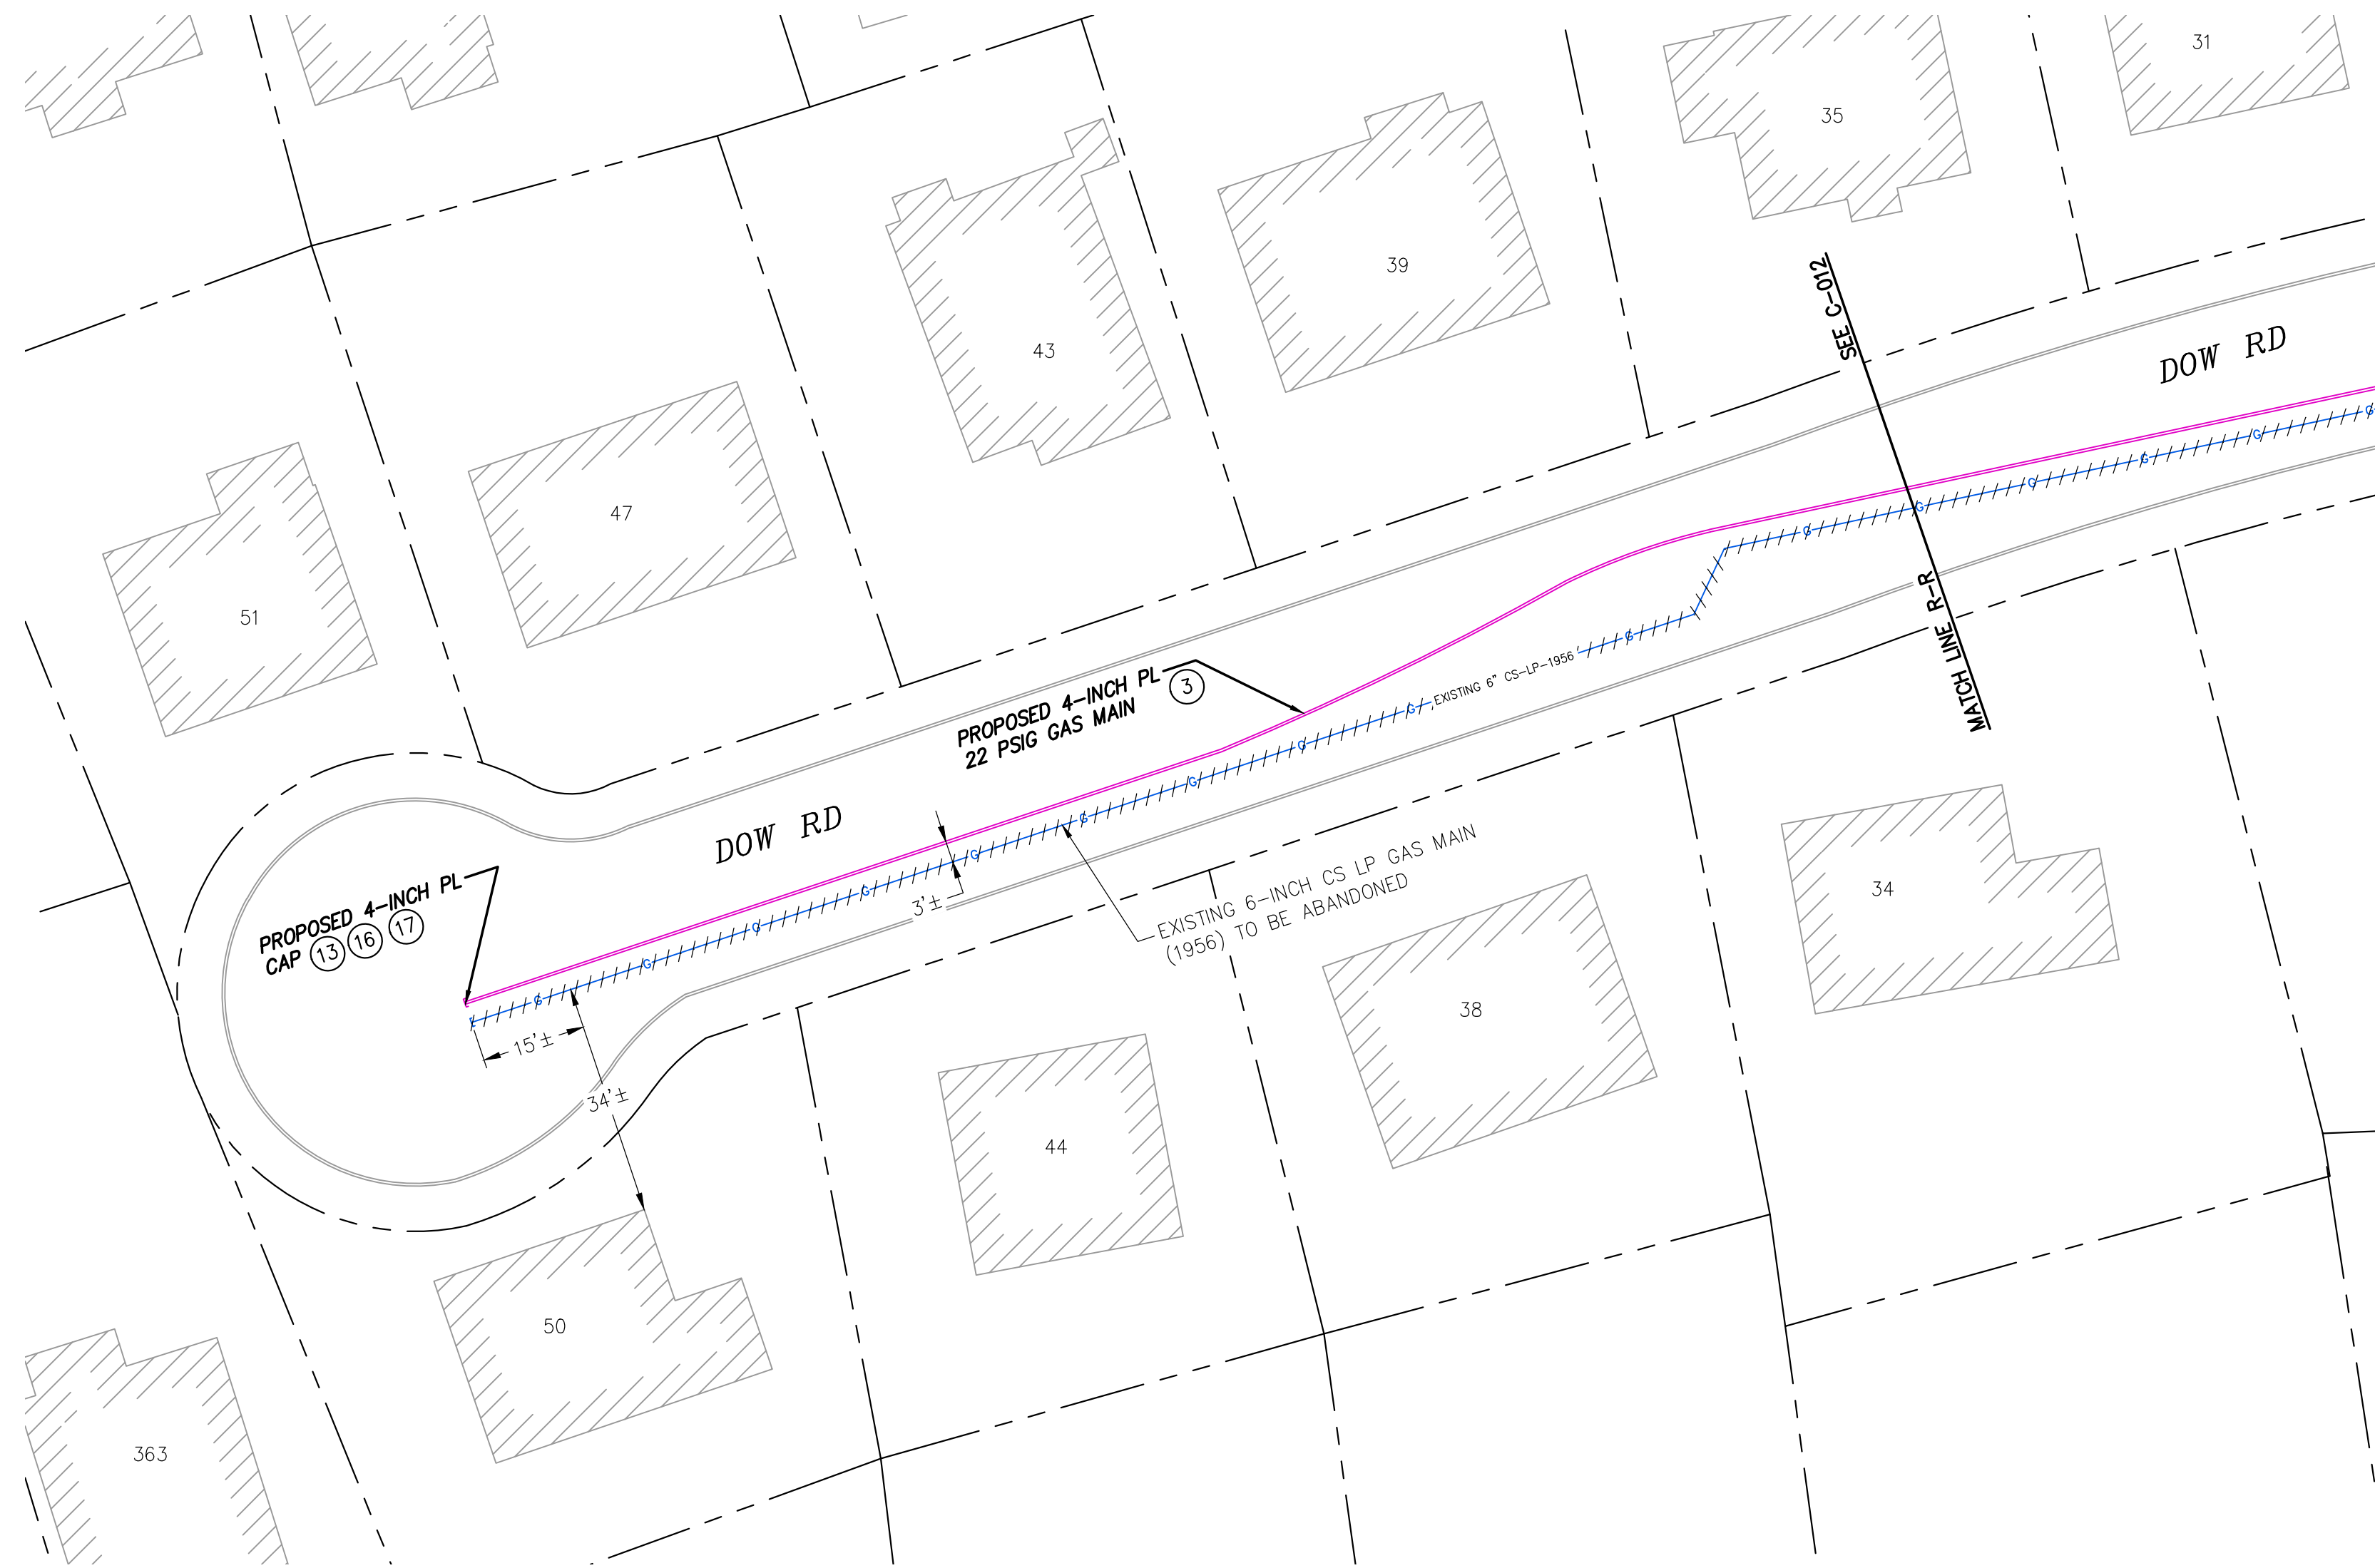 31
35
SEE C-012
39
DOW RD
43
47
EXISTING 6" CS-LP-1956
51
MATCH LINE R-R
PROPOSED 4-INCH PL
22 PSIG GAS MAIN
3
DOW RD
EXISTING 6-INCH CS LP GAS MAIN
(1956) TO BE ABANDONED
3'±
34
PROPOSED 4-INCH PL
CAP 13 16 17
15'±
38
34'±
44
50
363
G G G G G G G G G G G G G G G
E
E